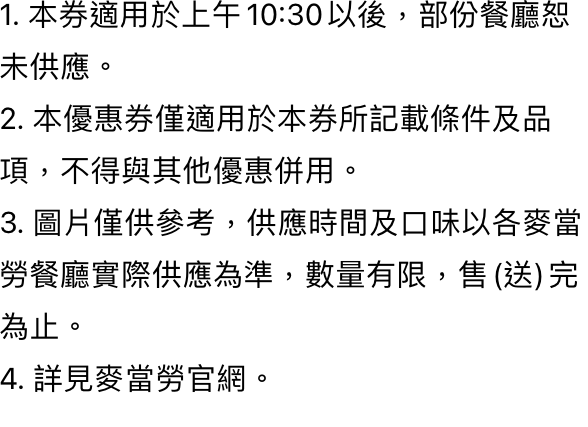 1. 本券適用於上午10:30以後，部份餐廳恕
未供應。
2. 本優惠券僅適用於本券所記載條件及品
項，不得與其他優惠併用。
3. 圖片僅供參考，供應時間及口味以各麥當
勞餐廳實際供應為準，數量有限，售(送)完
為止。
4. 詳見麥當勞官網。